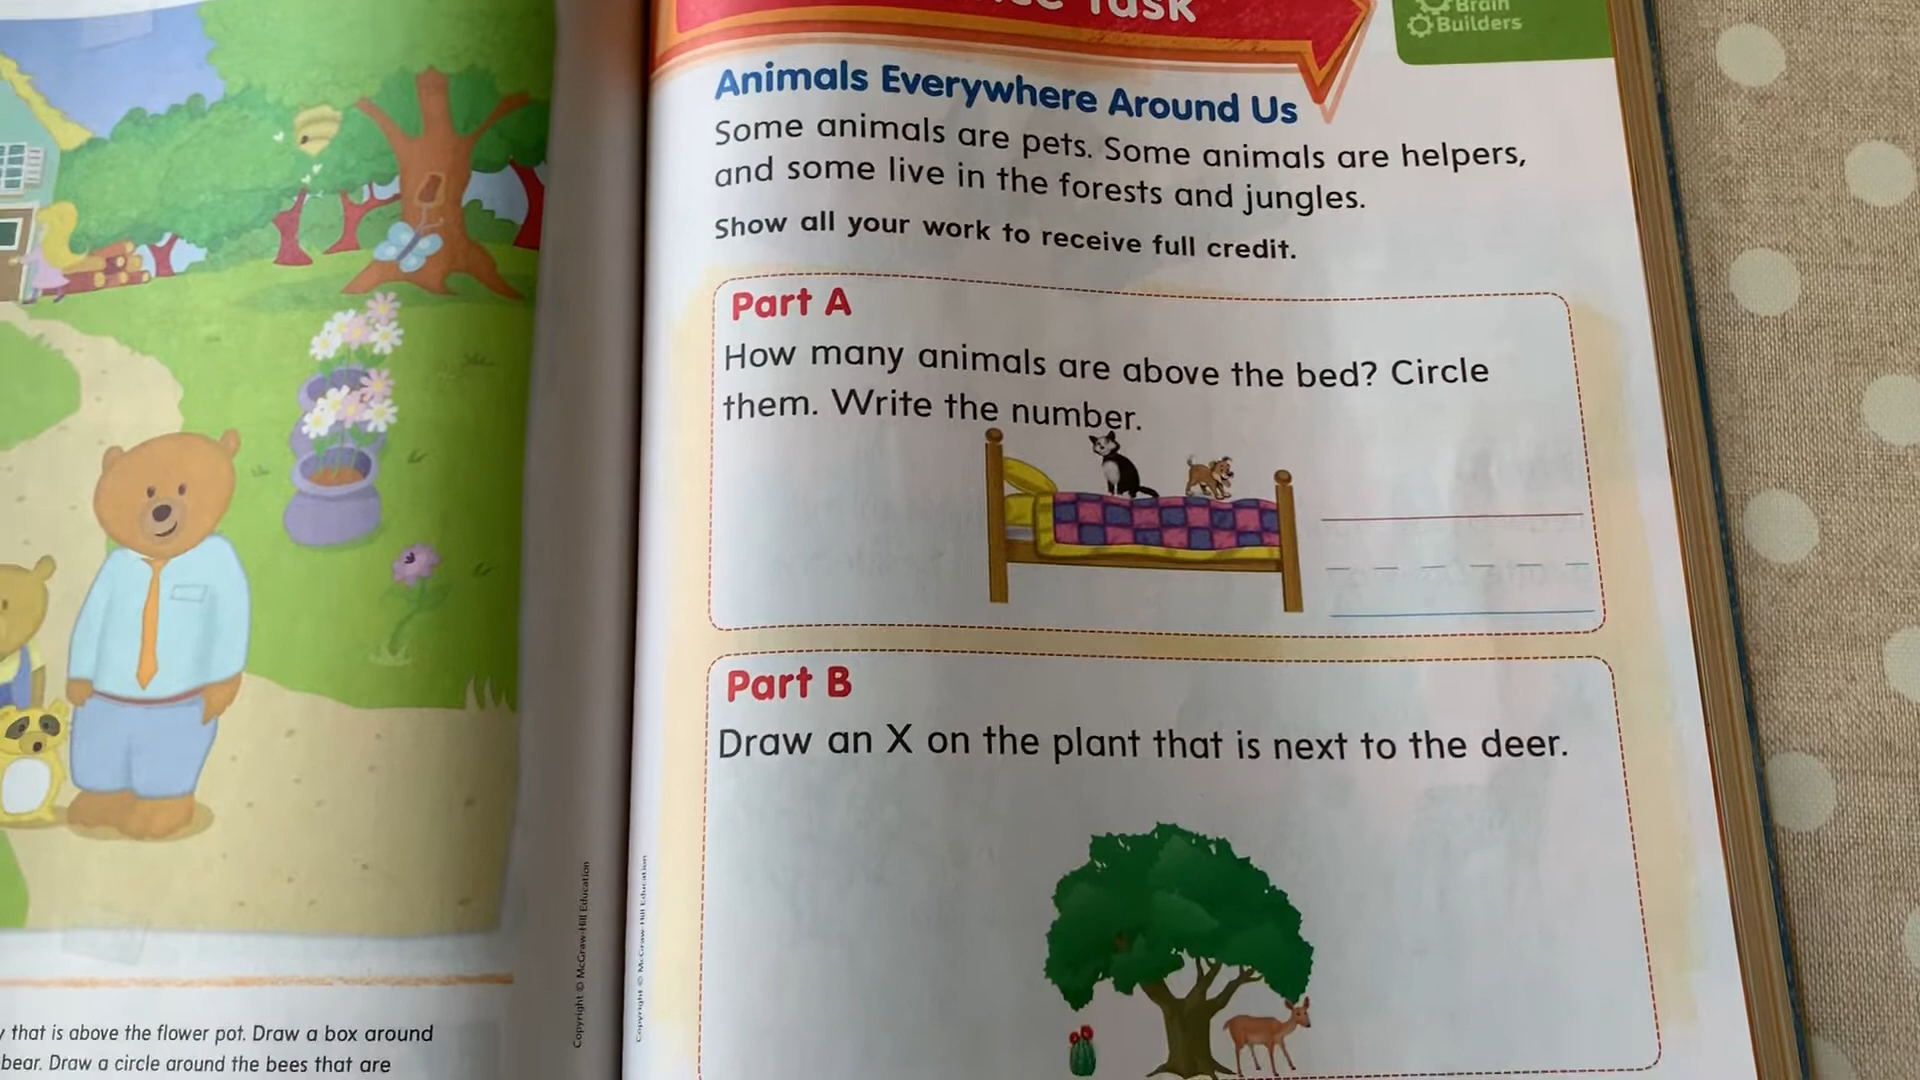 Task
Brain
Builders
Animals Everywhere Around Us
Some animals are pets. Some animals are helpers,
and some live in the forests and jungles.
Show all your work to receive full credit.
Part A
How many animals are above the bed? Circle
them. Write the number.
Part B
Draw an X on the plant that is next to the deer.
that is above the flower pot. Draw a box around
bear. Draw a circle around the bees that are
Copyright © McGraw-Hill Education
Copyright © McGraw-Hill Education